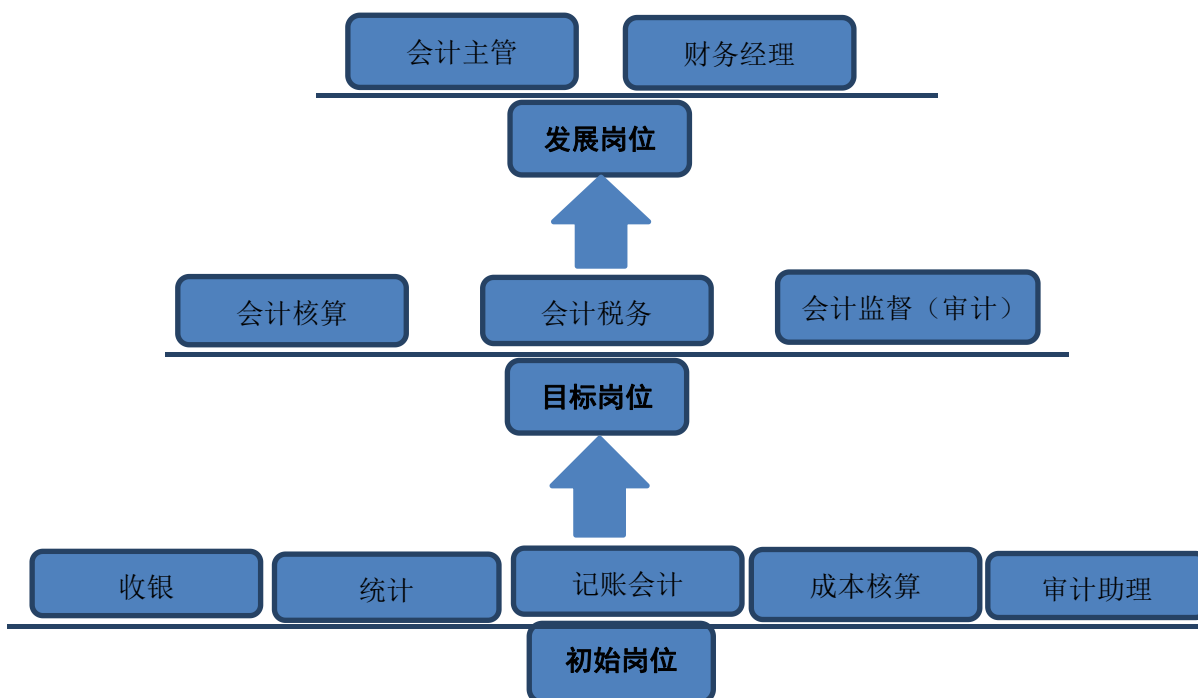 会计主管
财务经理
发展岗位
会计核算
会计税务
会计监督（审计）
目标岗位
收银
统计
记账会计
成本核算
审计助理
初始岗位